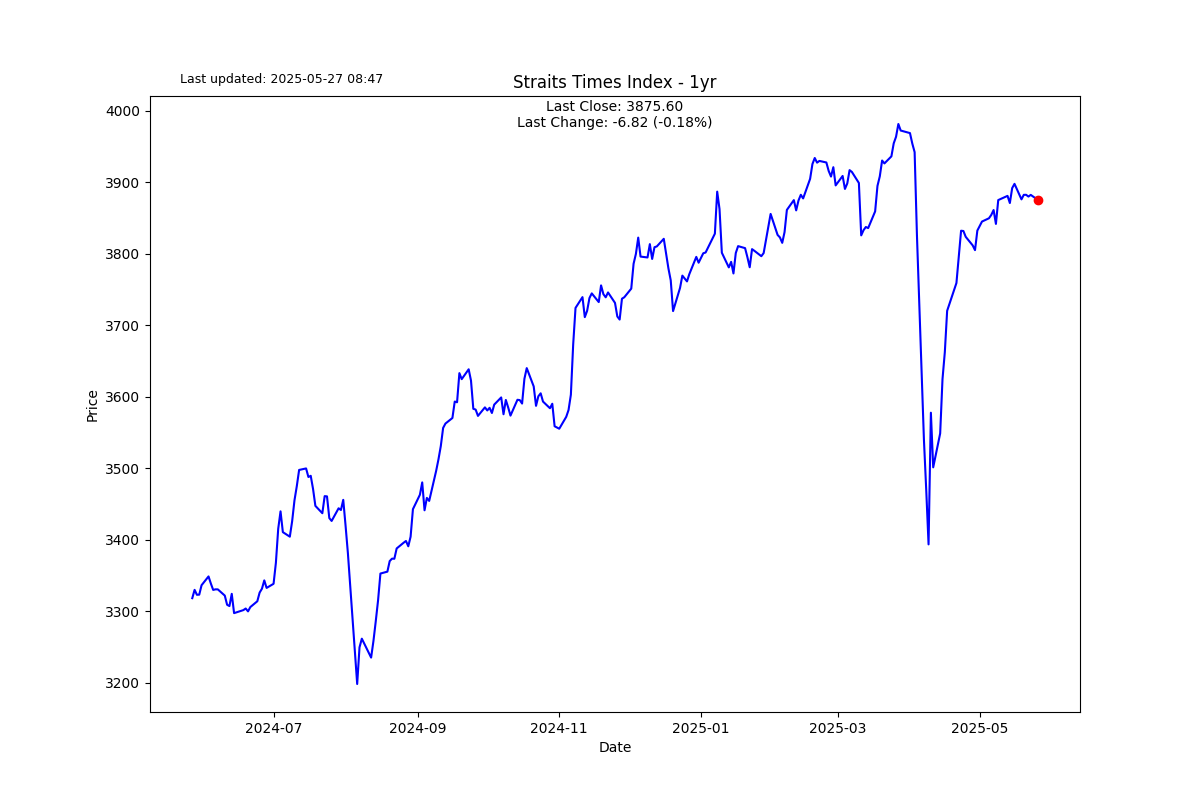 Last updated: 2025-05-27 08:47
Straits Times Index - 1yr
Last Close: 3875.60
Last Change: -6.82 (-0.18%)
4000
3900
3800
3700
3600
3500
3400
3300
3200
Price
2024-07
2024-09
2024-11
2025-01
2025-03
2025-05
Date